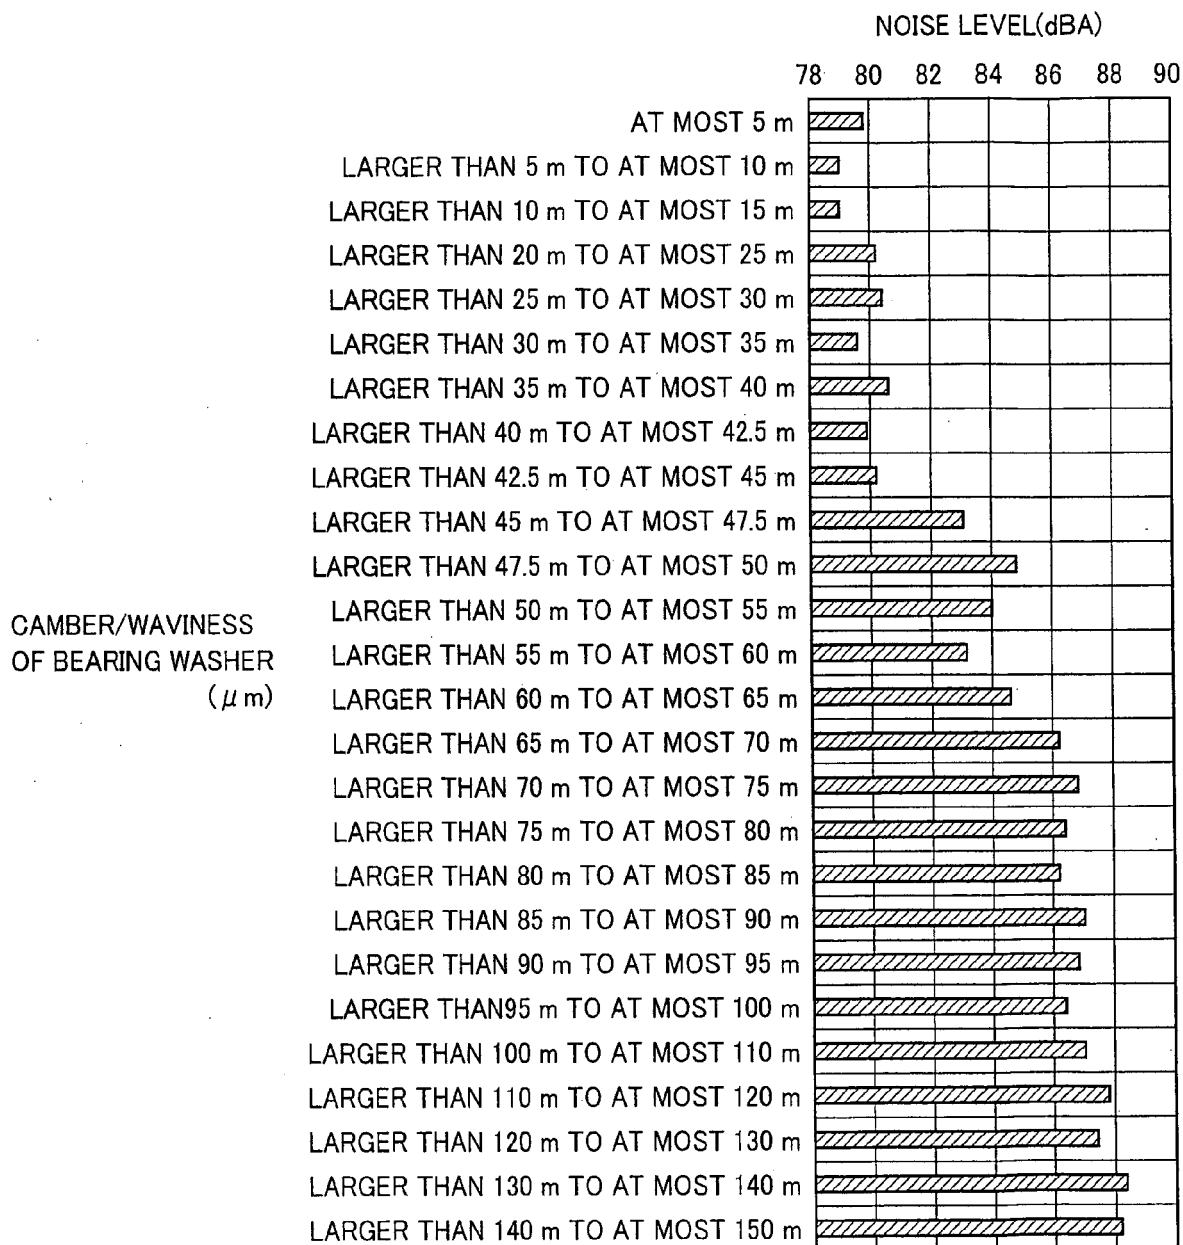 NOISE LEVEL(dBA)
78 80 82 84 86 88 90
AT MOST 5 m
LARGER THAN 5 m TO AT MOST 10 m
LARGER THAN 10 m TO AT MOST 15 m
LARGER THAN 20 m TO AT MOST 25 m
LARGER THAN 25 m TO AT MOST 30 m
LARGER THAN 30 m TO AT MOST 35 m
LARGER THAN 35 m TO AT MOST 40 m
LARGER THAN 40 m TO AT MOST 42.5 m
LARGER THAN 42.5 m TO AT MOST 45 m
LARGER THAN 45 m TO AT MOST 47.5 m
LARGER THAN 47.5 m TO AT MOST 50 m
LARGER THAN 50 m TO AT MOST 55 m
LARGER THAN 55 m TO AT MOST 60 m
LARGER THAN 60 m TO AT MOST 65 m
LARGER THAN 65 m TO AT MOST 70 m
LARGER THAN 70 m TO AT MOST 75 m
LARGER THAN 75 m TO AT MOST 80 m
LARGER THAN 80 m TO AT MOST 85 m
LARGER THAN 85 m TO AT MOST 90 m
LARGER THAN 90 m TO AT MOST 95 m
LARGER THAN95 m TO AT MOST 100 m
LARGER THAN 100 m TO AT MOST 110 m
LARGER THAN 110 m TO AT MOST 120 m
LARGER THAN 120 m TO AT MOST 130 m
LARGER THAN 130 m TO AT MOST 140 m
LARGER THAN 140 m TO AT MOST 150 m
CAMBER/WAVINESS
OF BEARING WASHER
(μm)